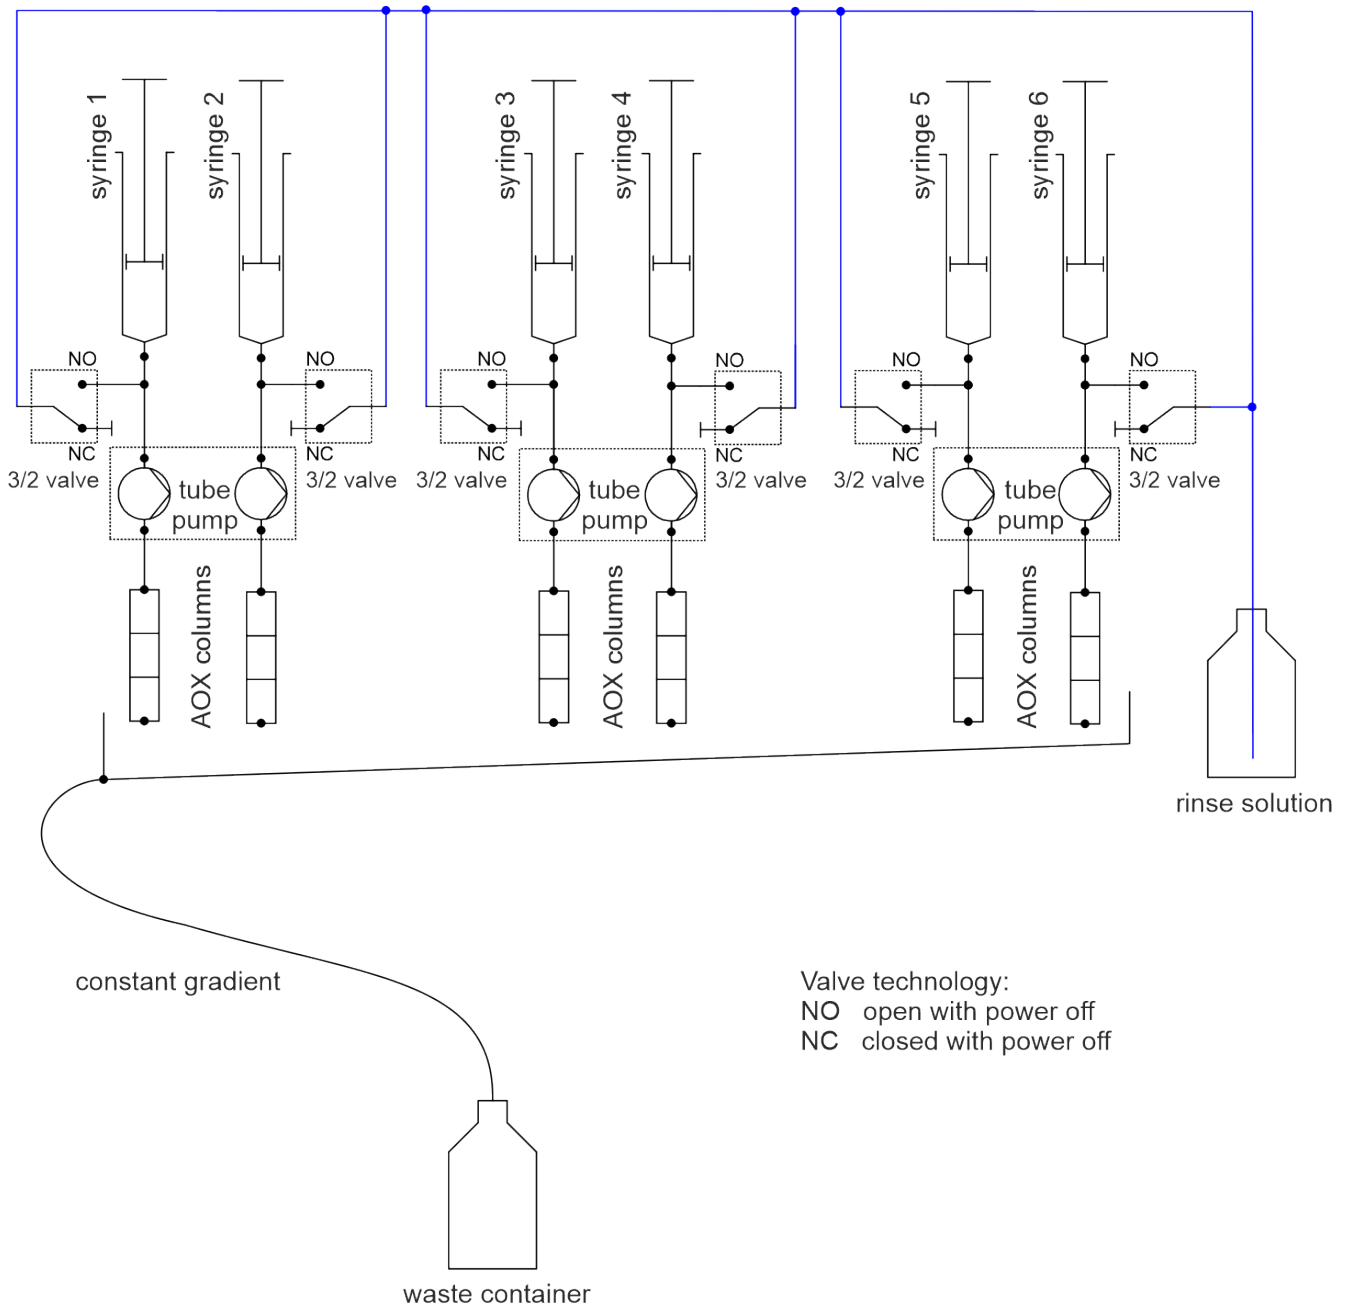 syringe 1
syringe 2
syringe 3
syringe 4
syringe 5
syringe 6
NO
NO
NO
NO
NO
NO
NC
NC
NC
NC
NC
NC
3/2 valve
3/2 valve
3/2 valve
3/2 valve
3/2 valve
3/2 valve
tube
pump
tube
pump
tube
pump
AOX columns
AOX columns
AOX columns
rinse solution
constant gradient
Valve technology:
NO open with power off
NC closed with power off
waste container